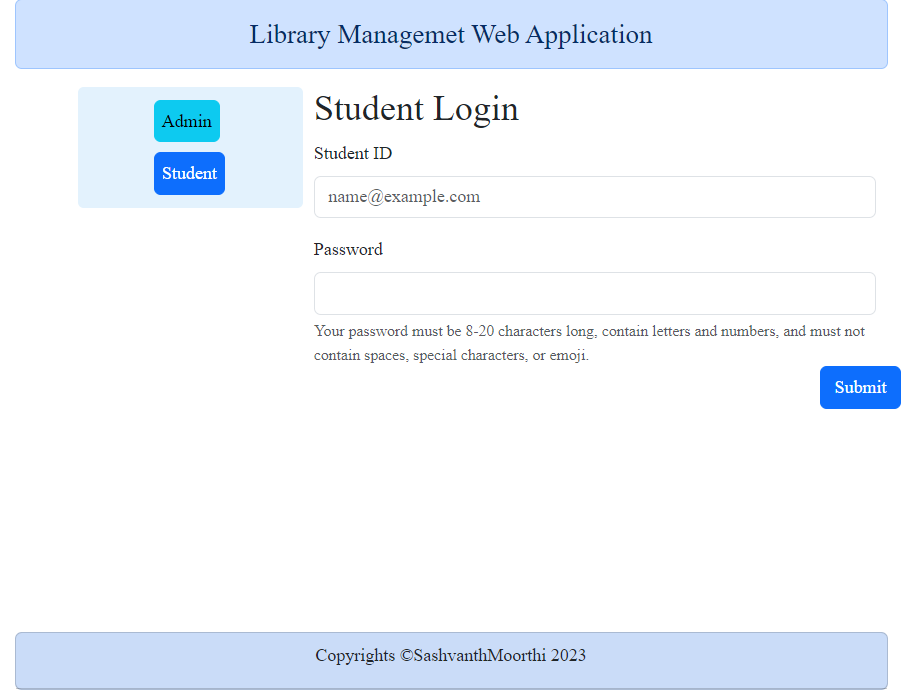 Library Managemet Web Application
Admin
Student
Student Login
Student ID
name@example.com
Password
Your password must be 8-20 characters long, contain letters and numbers, and must not
contain spaces, special characters, or emoji.
Submit
Copyrights ©SashvanthMoorthi 2023